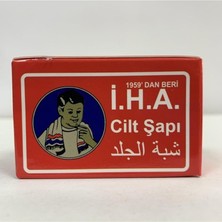 1959' DAN BERİ
İ.H.A.
Cilt Şapı
شبة الجلد